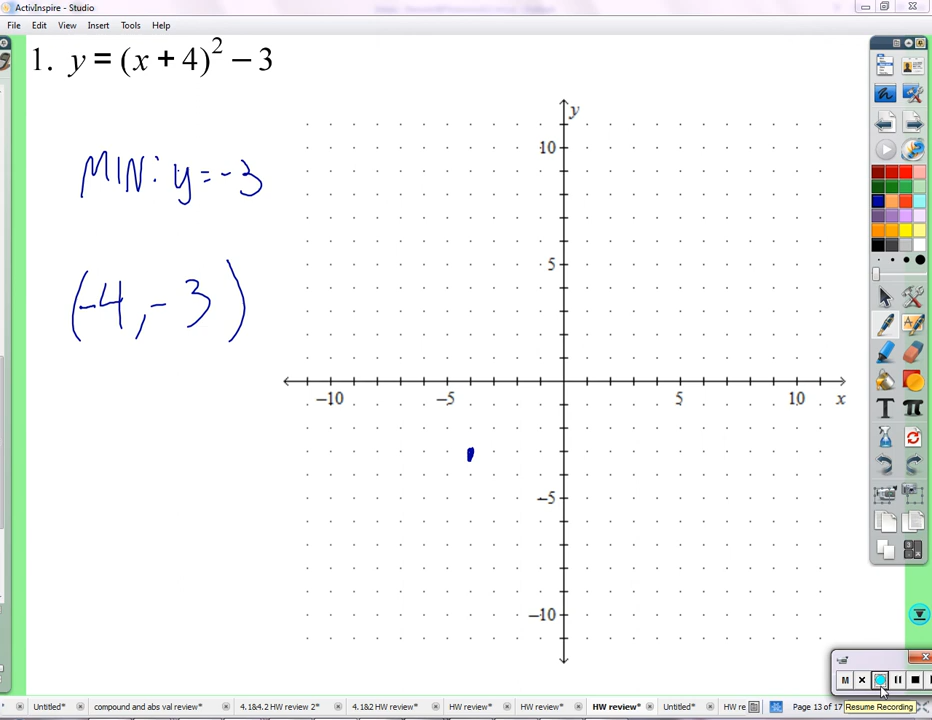 ActivInspire - Studio
File Edit View Insert Tools Help
1. y = (x + 4)² − 3
MIN: y = -3
(-4, -3)
y
10
5
−10 −5 5 10 x
−5
−10
Untitled* compound and abs val review* 4.1&4.2 HW review 2* 4.1&2 HW review* HW review* HW review* HW review* Untitled* HW re Page 13 of 17
M
Resume Recording